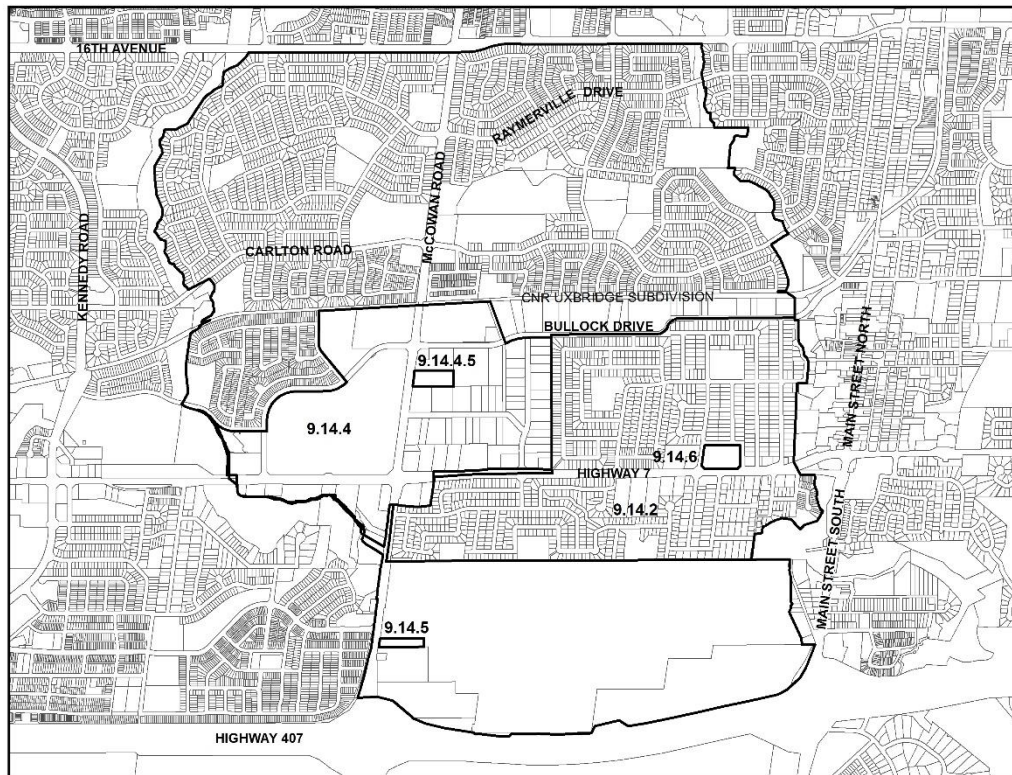 16TH AVENUE
RAYMERVILLE DRIVE
McCOWAN ROAD
KENNEDY ROAD
CARLTON ROAD
CNR UXBRIDGE SUBDIVISION
BULLOCK DRIVE
MAIN STREET NORTH
9.14.4.5
9.14.4
9.14.6
HIGHWAY 7
9.14.2
MAIN STREET SOUTH
9.14.5
HIGHWAY 407